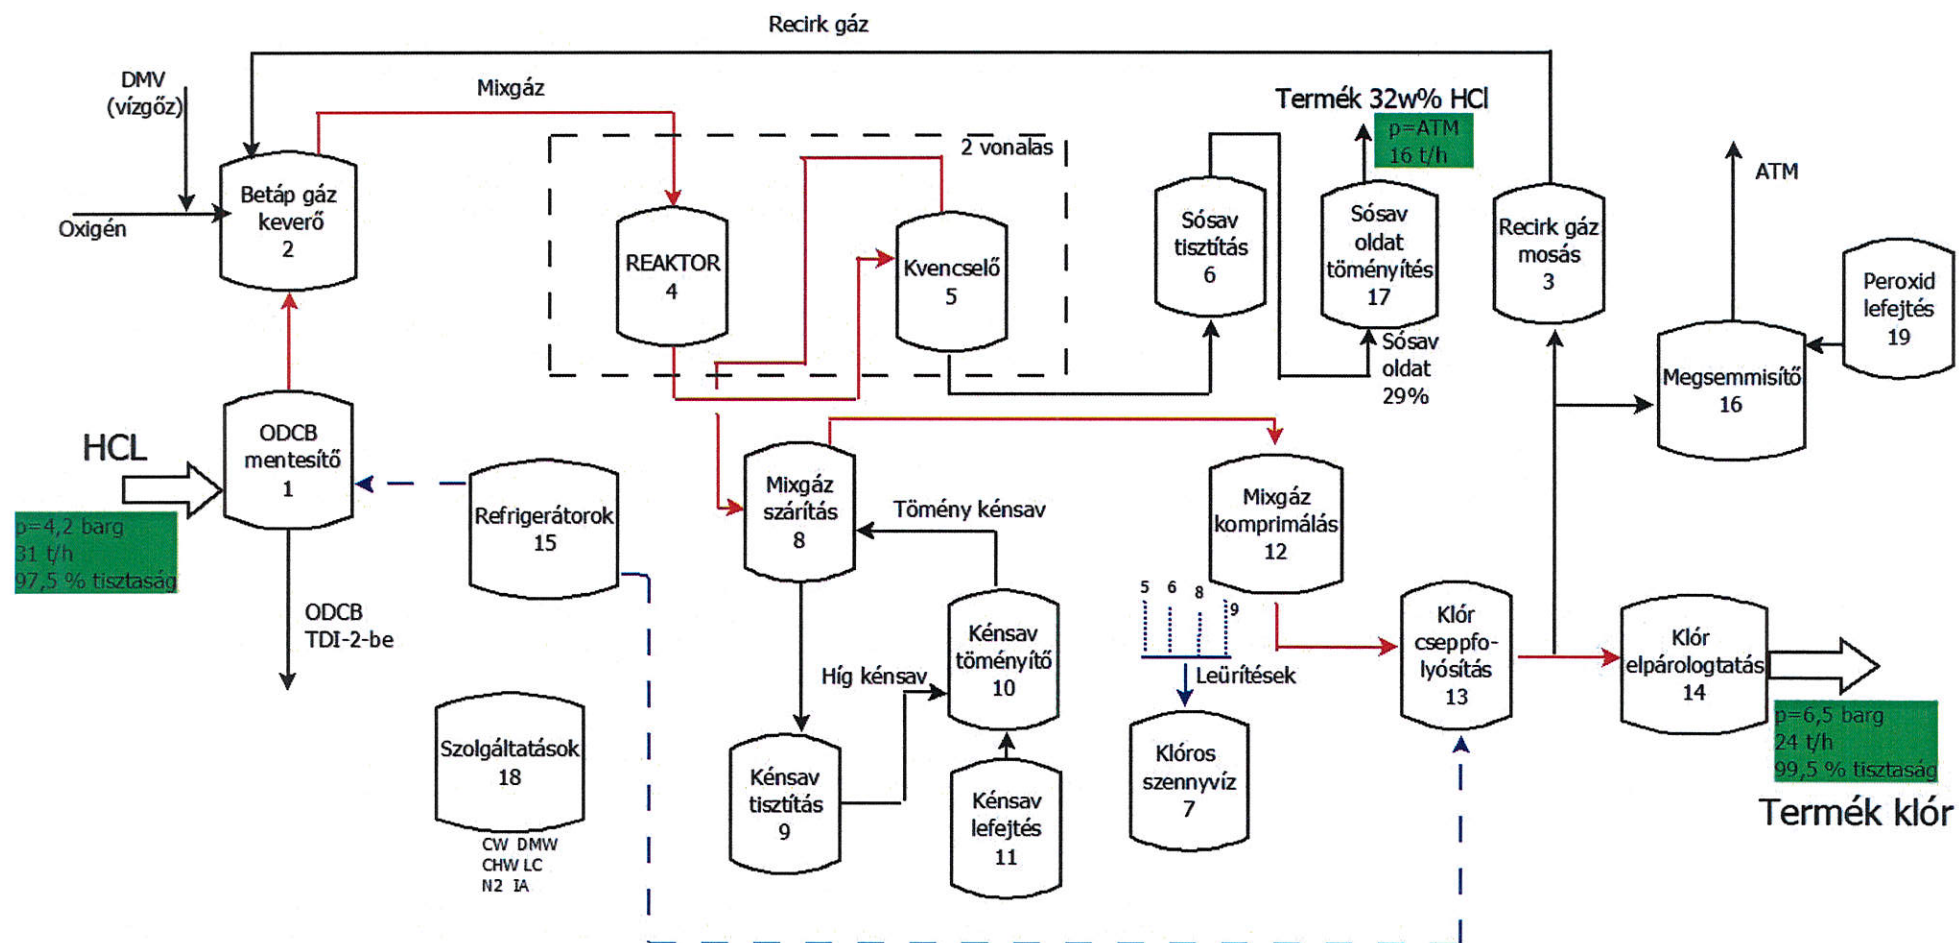 Recirk gáz
DMV
(vízgőz)
Mixgáz
Termék 32w% HCl
p=ATM
16 t/h
2 vonalas
ATM
Betáp gáz
keverő
2
Oxigén
REAKTOR
4
Kvencselő
5
Sósav
tisztítás
6
Sósav
oldat
töményítés
17
Recirk gáz
mosás
3
Peroxid
lefejtés
19
Sósav
oldat
29%
Megsemmisítő
16
HCL
ODCB
mentesítő
1
p=4,2 barg
31 t/h
97,5 % tisztaság
Refrigerátorok
15
Mixgáz
szárítás
8
Tömény kénsav
Mixgáz
komprimálás
12
ODCB
TDI-2-be
5 6 8 9
Leürítések
Kénsav
töményítő
10
Híg kénsav
Klór
cseppfo-
lyósítás
13
Klór
elpárologtatás
14
p=6,5 barg
24 t/h
99,5 % tisztaság
Termék klór
Szolgáltatások
18
CW DMW
CHW LC
N2 IA
Kénsav
tisztítás
9
Kénsav
lefejtés
11
Klóros
szennyvíz
7